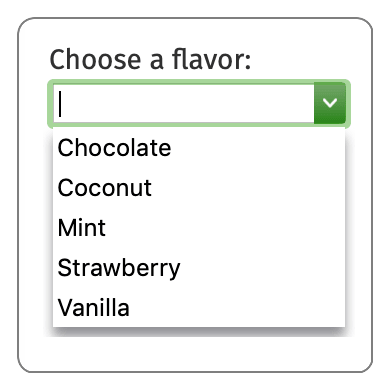 Choose a flavor:
Chocolate
Coconut
Mint
Strawberry
Vanilla